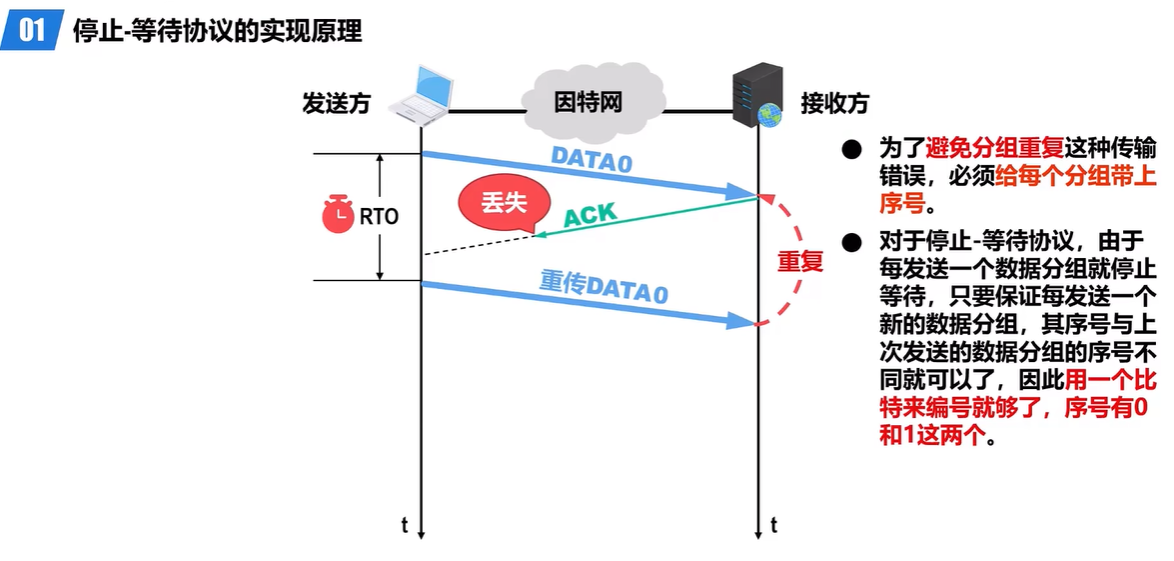 01 停止-等待协议的实现原理
发送方
因特网
接收方
DATA0
丢失
ACK
RTO
重复
重传DATA0
t
t
● 为了避免分组重复这种传输
错误，必须给每个分组带上
序号。
● 对于停止-等待协议，由于
每发送一个数据分组就停止
等待，只要保证每发送一个
新的数据分组，其序号与上
次发送的数据分组的序号不
同就可以了，因此用一个比
特来编号就够了，序号有0
和1这两个。